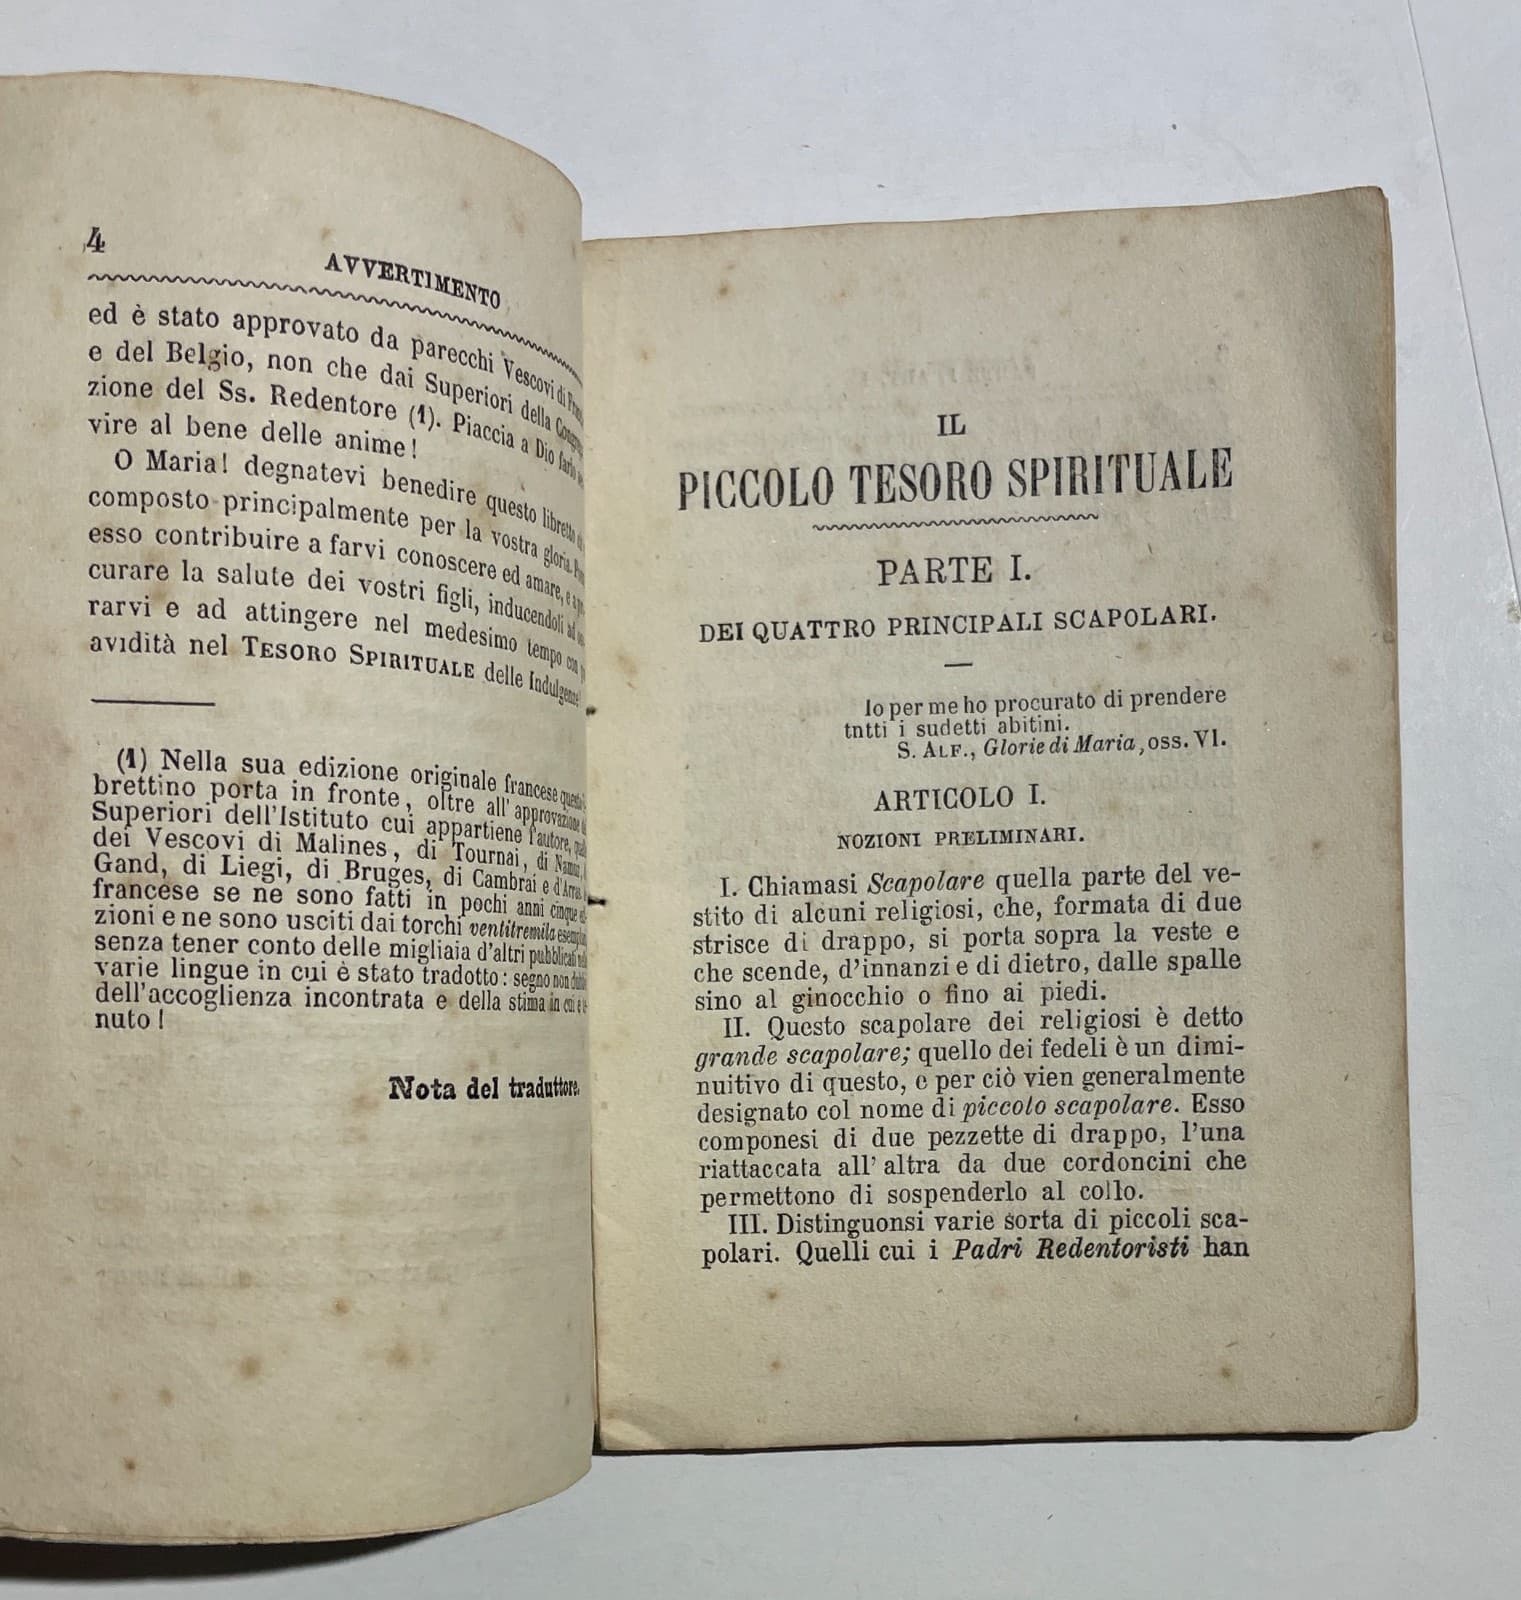 4
AVVERTIMENTO
ed è stato approvato da parecchi Vescovi di
e del Belgio, non che dai Superiori della
zione del Ss. Redentore (1). Piaccia a Dio farlo
vire al bene delle anime!
O Maria! degnatevi benedire questo libretto
composto principalmente per la vostra gloria.
esso contribuire a farvi conoscere ed amare, e a
curare la salute dei vostri figli, inducendoli ad
rarvi e ad attingere nel medesimo tempo con
avidità nel TESORO SPIRITUALE delle Indulgenze!
(1) Nella sua edizione originale francese questo
brettino porta in fronte, oltre all'approvazione
Superiori dell'Istituto cui appartiene l'autore,
dei Vescovi di Malines, di Tournai, di Namur,
Gand, di Liegi, di Bruges, di Cambrai e d'Arras.
francese se ne sono fatti in pochi anni cinque
zioni e ne sono usciti dai torchi ventitremila
senza tener conto delle migliaia d'altri pubblicati
varie lingue in cui è stato tradotto: segno non
dell'accoglienza incontrata e della stima in cui è
nuto!
Nota del traduttore.
IL
PICCOLO TESORO SPIRITUALE
PARTE I.
DEI QUATTRO PRINCIPALI SCAPOLARI.
Io per me ho procurato di prendere
tntti i sudetti abitini.
S. ALF., Glorie di Maria, oss. VI.
ARTICOLO I.
NOZIONI PRELIMINARI.
I. Chiamasi Scapolare quella parte del ve-
stito di alcuni religiosi, che, formata di due
strisce di drappo, si porta sopra la veste e
che scende, d'innanzi e di dietro, dalle spalle
sino al ginocchio o fino ai piedi.
II. Questo scapolare dei religiosi è detto
grande scapolare; quello dei fedeli è un dimi-
nuitivo di questo, e per ciò vien generalmente
designato col nome di piccolo scapolare. Esso
componesi di due pezzette di drappo, l'una
riattaccata all'altra da due cordoncini che
permettono di sospenderlo al collo.
III. Distinguonsi varie sorta di piccoli sca-
polari. Quelli cui i Padri Redentoristi han